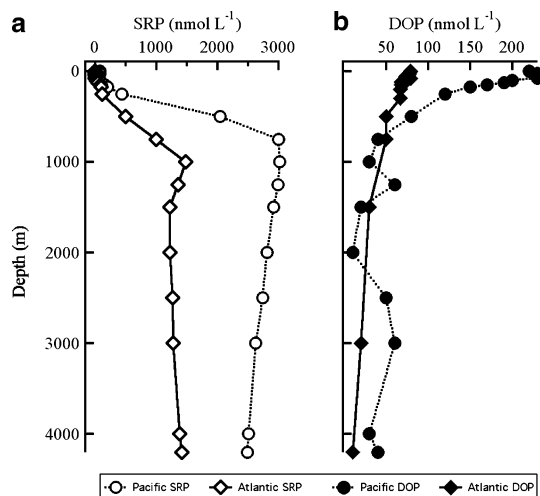 a
b
SRP (nmol L-1)
DOP (nmol L-1)
0 1000 2000 3000
50 100 150 200
Depth (m)
0
1000
2000
3000
4000
Pacific SRP
Atlantic SRP
Pacific DOP
Atlantic DOP